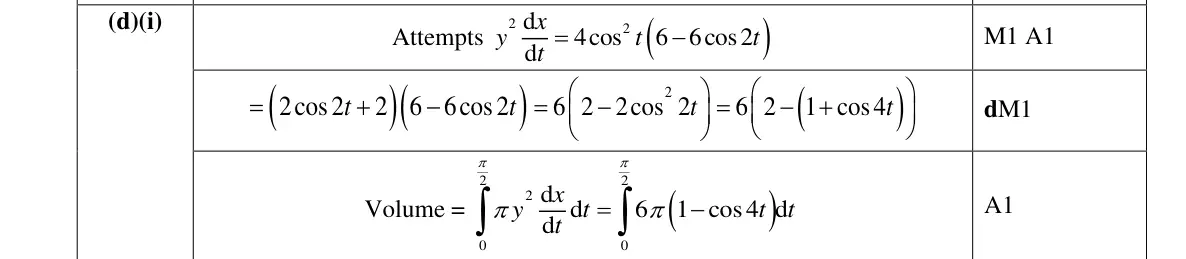 (d)(i) Attempts y² dx/dt = 4cos² t(6−6cos 2t) M1 A1
=(2cos 2t+2)(6−6cos 2t)=6(2−2cos² 2t)=6(2−(1+cos 4t)) dM1
Volume = ∫₀^(π/2) πy² dx/dt dt = ∫₀^(π/2) 6π(1−cos 4t)dt A1